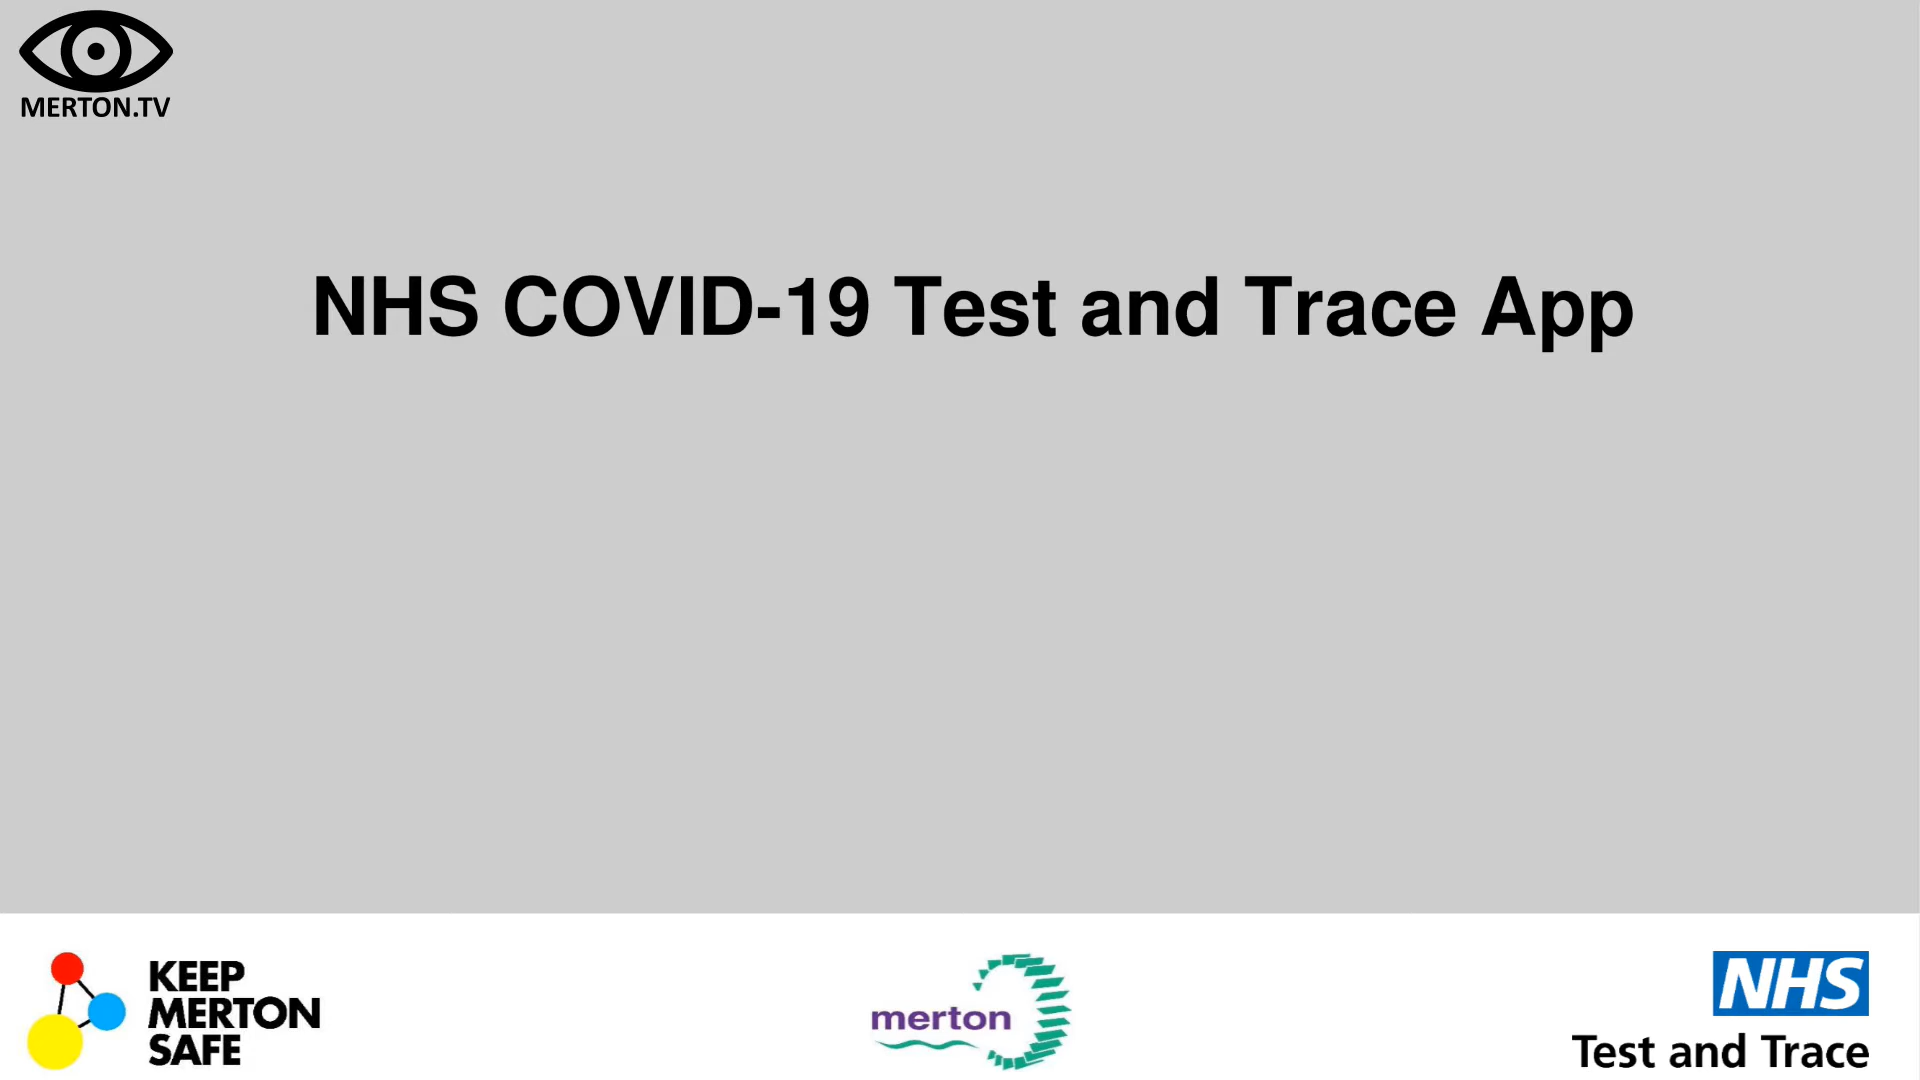 MERTON.TV
NHS COVID-19 Test and Trace App
KEEP
MERTON
SAFE
merton
NHS
Test and Trace